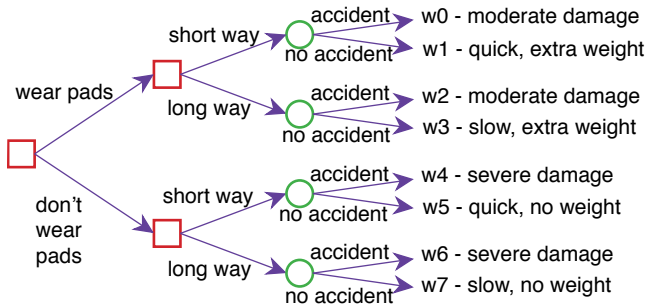 accident
w0 - moderate damage
short way
no accident
w1 - quick, extra weight
wear pads
accident
w2 - moderate damage
long way
no accident
w3 - slow, extra weight
accident
w4 - severe damage
don't
wear
pads
short way
no accident
w5 - quick, no weight
accident
w6 - severe damage
long way
no accident
w7 - slow, no weight